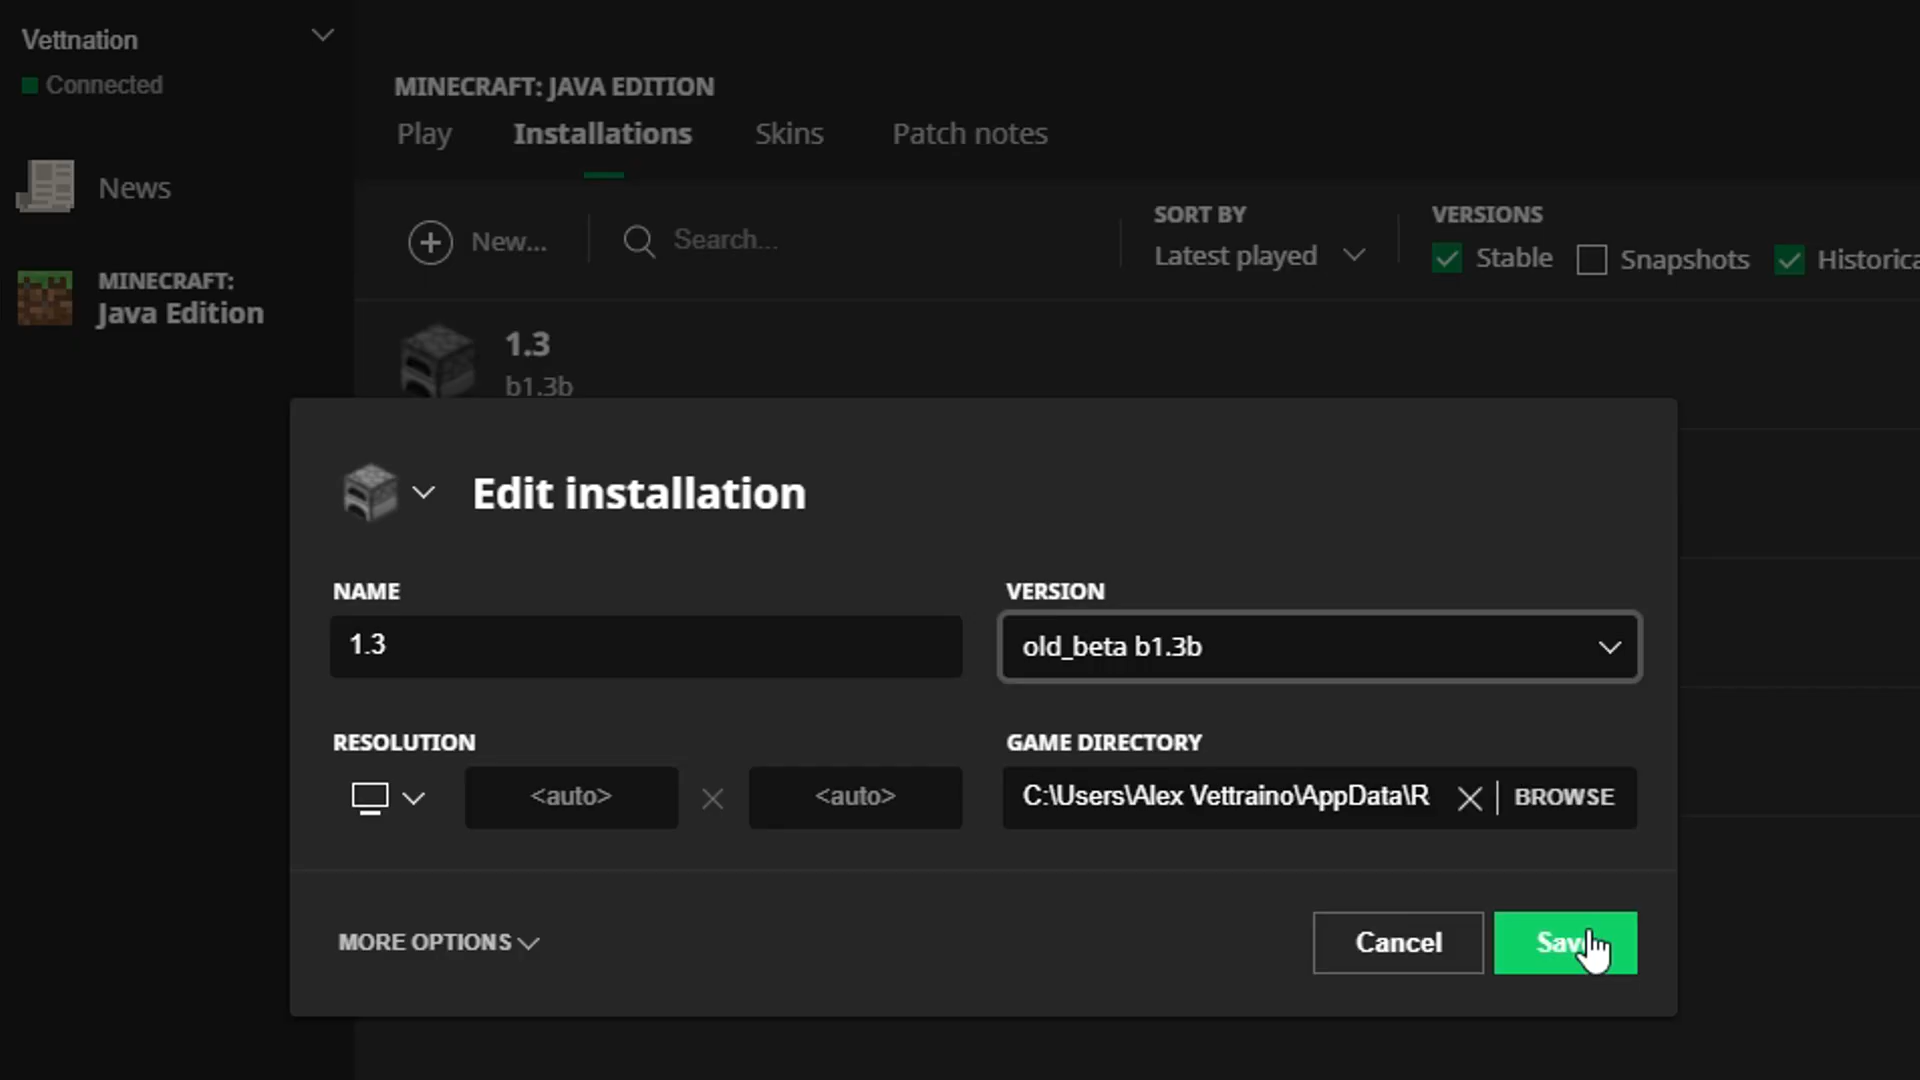 Vettnation
Connected
News
MINECRAFT:
Java Edition
MINECRAFT: JAVA EDITION
Play Installations Skins Patch notes
New... Search...
SORT BY
Latest played
VERSIONS
Stable Snapshots Historica
1.3
b1.3b
Edit installation
NAME
1.3
VERSION
old_beta b1.3b
RESOLUTION
<auto> <auto>
GAME DIRECTORY
C:\Users\Alex Vettraino\AppData\R BROWSE
MORE OPTIONS
Cancel